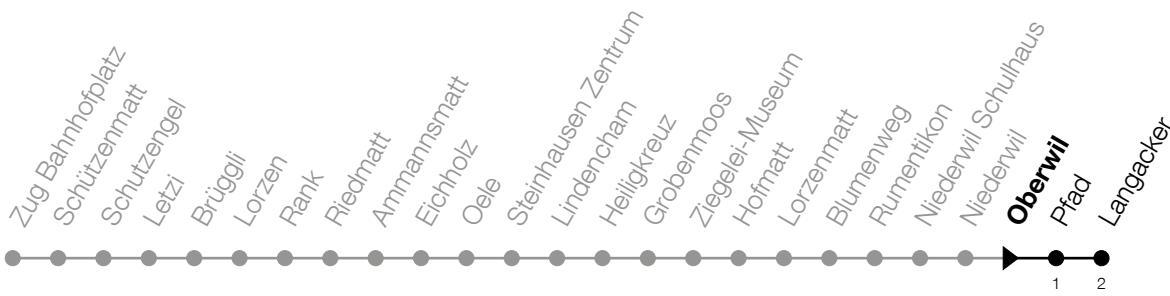 Zug Bahnhofplatz
Schützenmatt
Schutzengel
Letzi
Brüggli
Lorzen
Rank
Riedmatt
Ammannsmatt
Eichholz
Oele
Steinhausen Zentrum
Lindencham
Heiligkreuz
Grobenmoos
Ziegelei-Museum
Hofmatt
Lorzenmatt
Blumenweg
Rumentikon
Niederwil Schulhaus
Niederwil
Oberwil
Pfad
Langacker
1
2